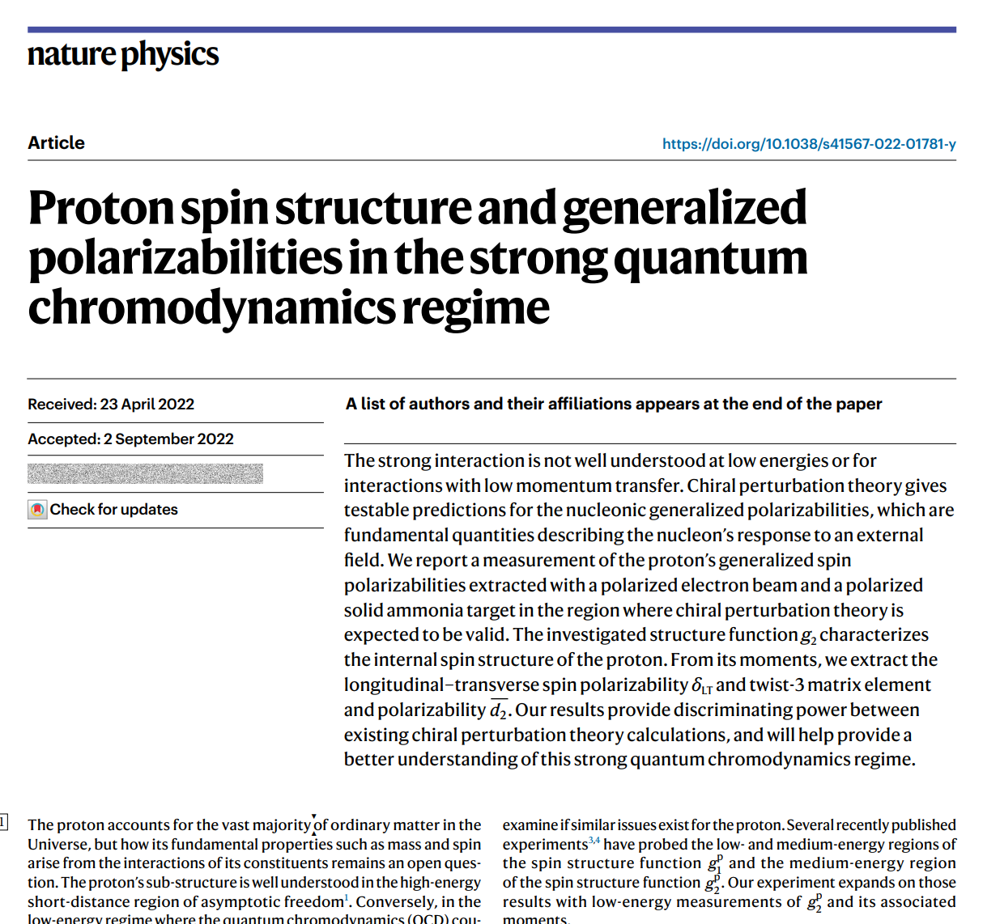 nature physics
Article
https://doi.org/10.1038/s41567-022-01781-y
Proton spin structure and generalized
polarizabilities in the strong quantum
chromodynamics regime
Received: 23 April 2022
Accepted: 2 September 2022
Check for updates
A list of authors and their affiliations appears at the end of the paper
The strong interaction is not well understood at low energies or for
interactions with low momentum transfer. Chiral perturbation theory gives
testable predictions for the nucleonic generalized polarizabilities, which are
fundamental quantities describing the nucleon's response to an external
field. We report a measurement of the proton's generalized spin
polarizabilities extracted with a polarized electron beam and a polarized
solid ammonia target in the region where chiral perturbation theory is
expected to be valid. The investigated structure function g₂ characterizes
the internal spin structure of the proton. From its moments, we extract the
longitudinal–transverse spin polarizability δLT and twist-3 matrix element
and polarizability d̅₂. Our results provide discriminating power between
existing chiral perturbation theory calculations, and will help provide a
better understanding of this strong quantum chromodynamics regime.
1
The proton accounts for the vast majority of ordinary matter in the
Universe, but how its fundamental properties such as mass and spin
arise from the interactions of its constituents remains an open ques-
tion. The proton's sub-structure is well understood in the high-energy
short-distance region of asymptotic freedom¹. Conversely, in the
low-energy regime where the quantum chromodynamics (QCD) cou-
examine if similar issues exist for the proton. Several recently published
experiments³,⁴ have probed the low- and medium-energy regions of
the spin structure function g₁ᵖ and the medium-energy region
of the spin structure function g₂ᵖ. Our experiment expands on those
results with low-energy measurements of g₂ᵖ and its associated
moments.